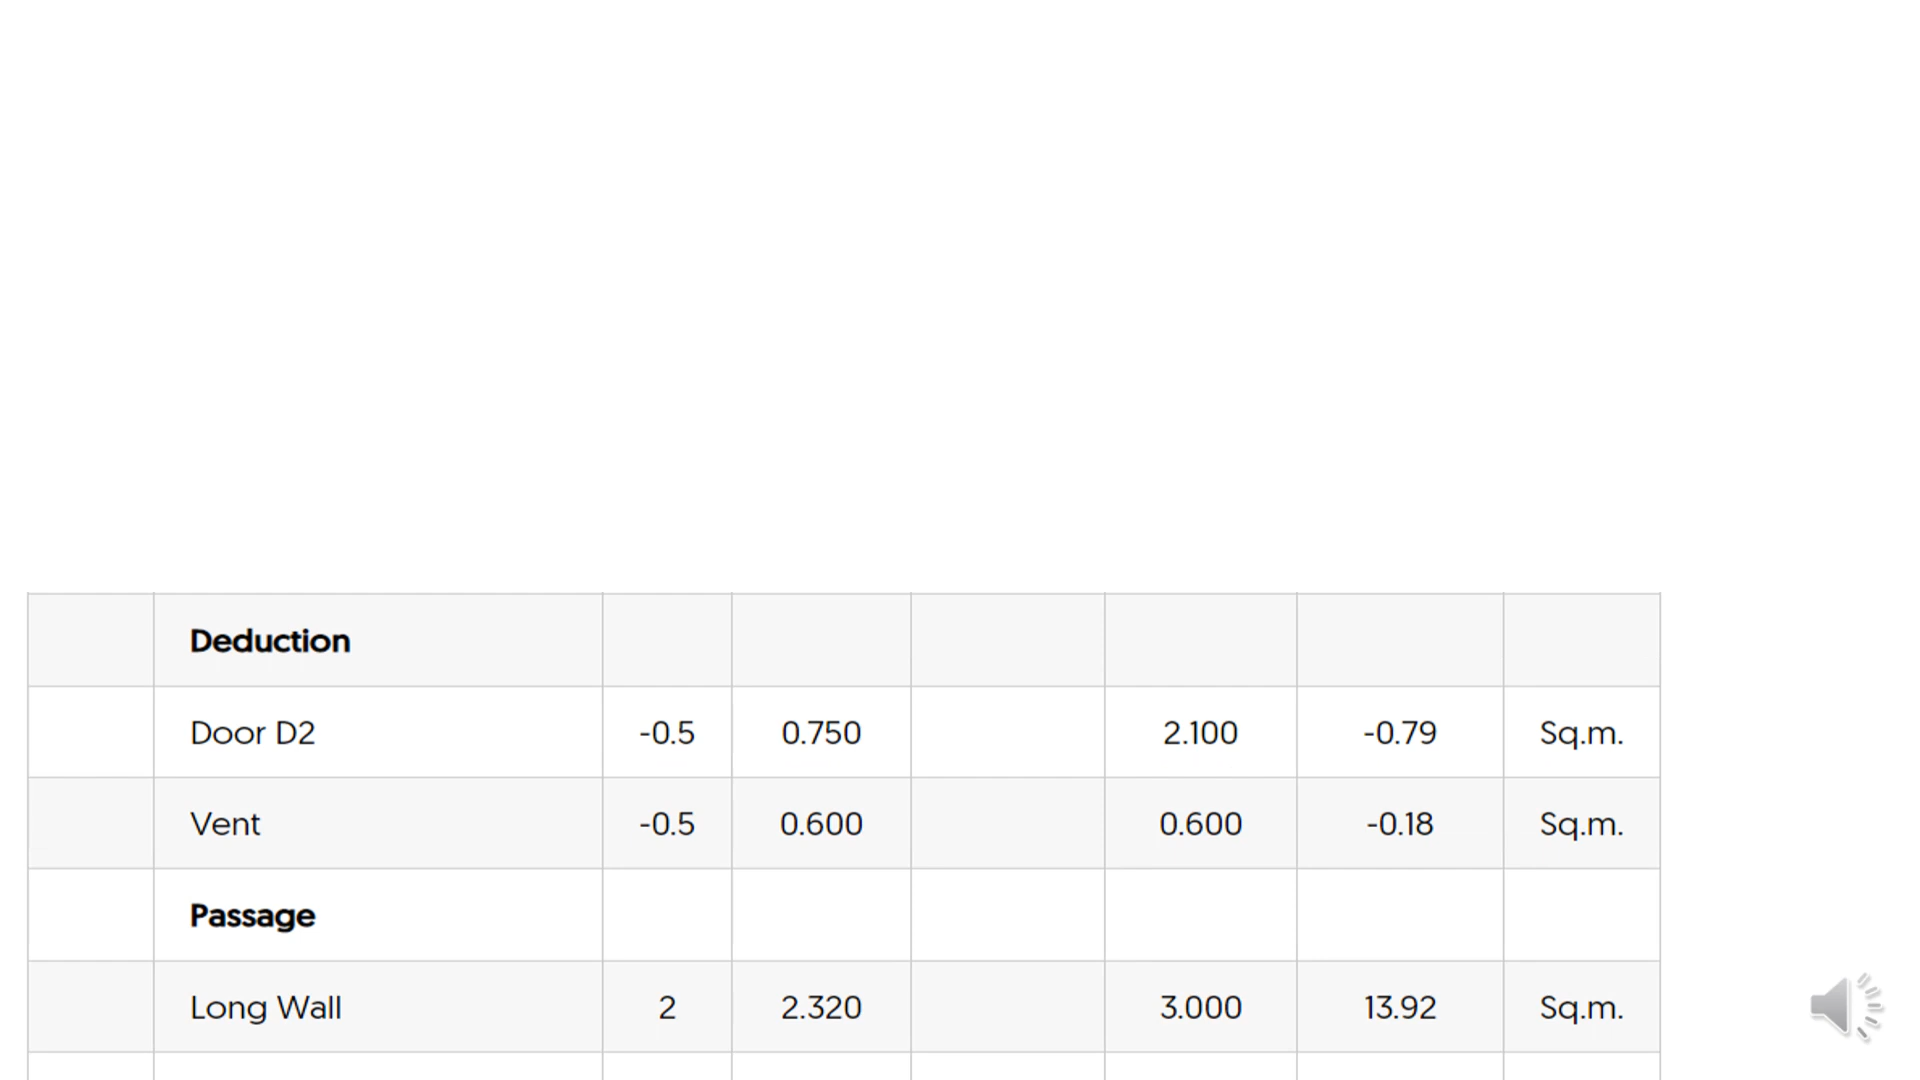 Deduction
Door D2 -0.5 0.750 2.100 -0.79 Sq.m.
Vent -0.5 0.600 0.600 -0.18 Sq.m.
Passage
Long Wall 2 2.320 3.000 13.92 Sq.m.